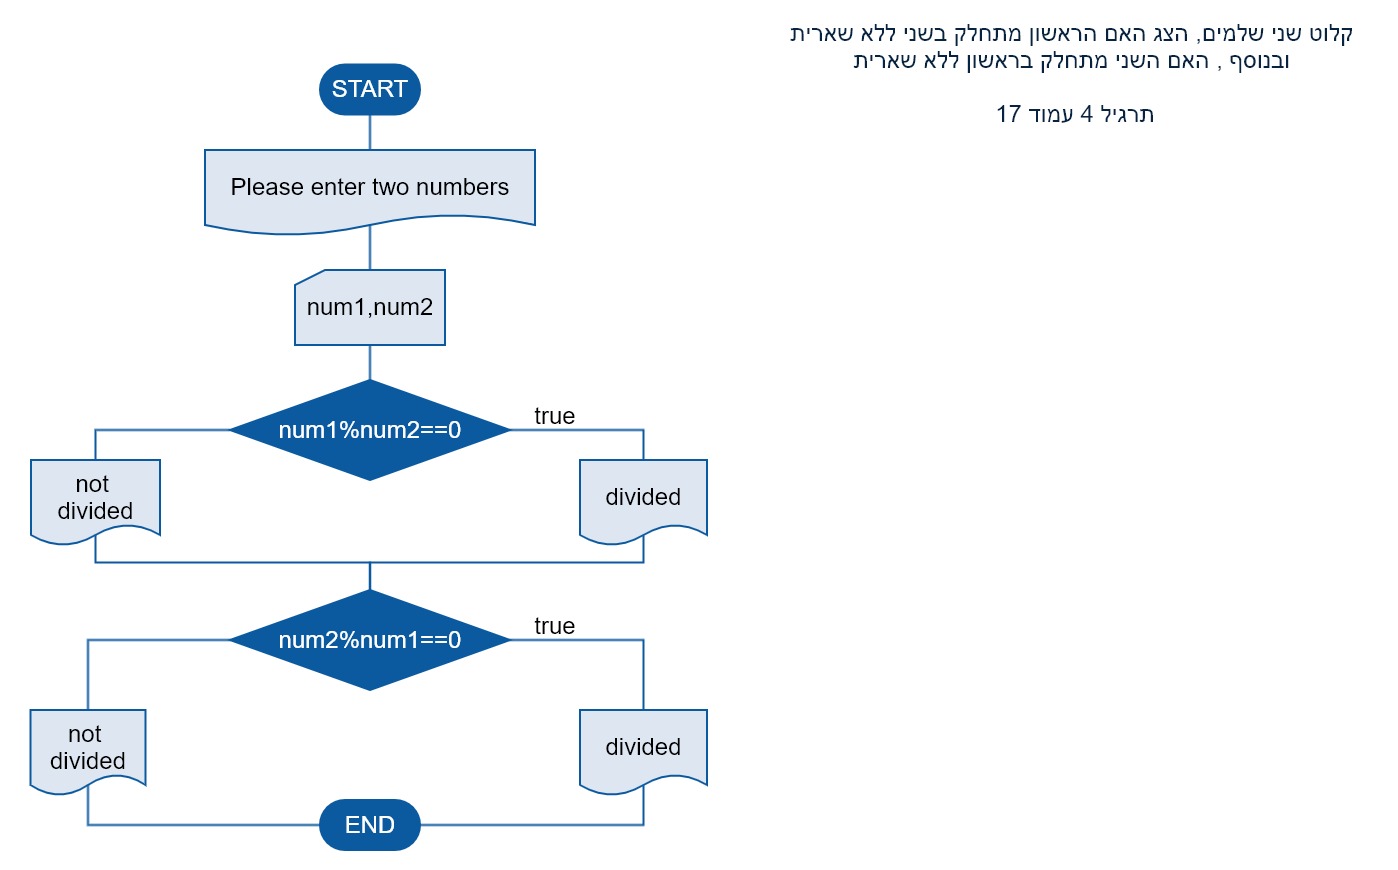 קלוט שני שלמים, הצג האם הראשון מתחלק בשני ללא שארית
ובנוסף , האם השני מתחלק בראשון ללא שארית
תרגיל 4 עמוד 17
START
Please enter two numbers
num1,num2
num1%num2==0
true
not
divided
divided
num2%num1==0
true
not
divided
divided
END